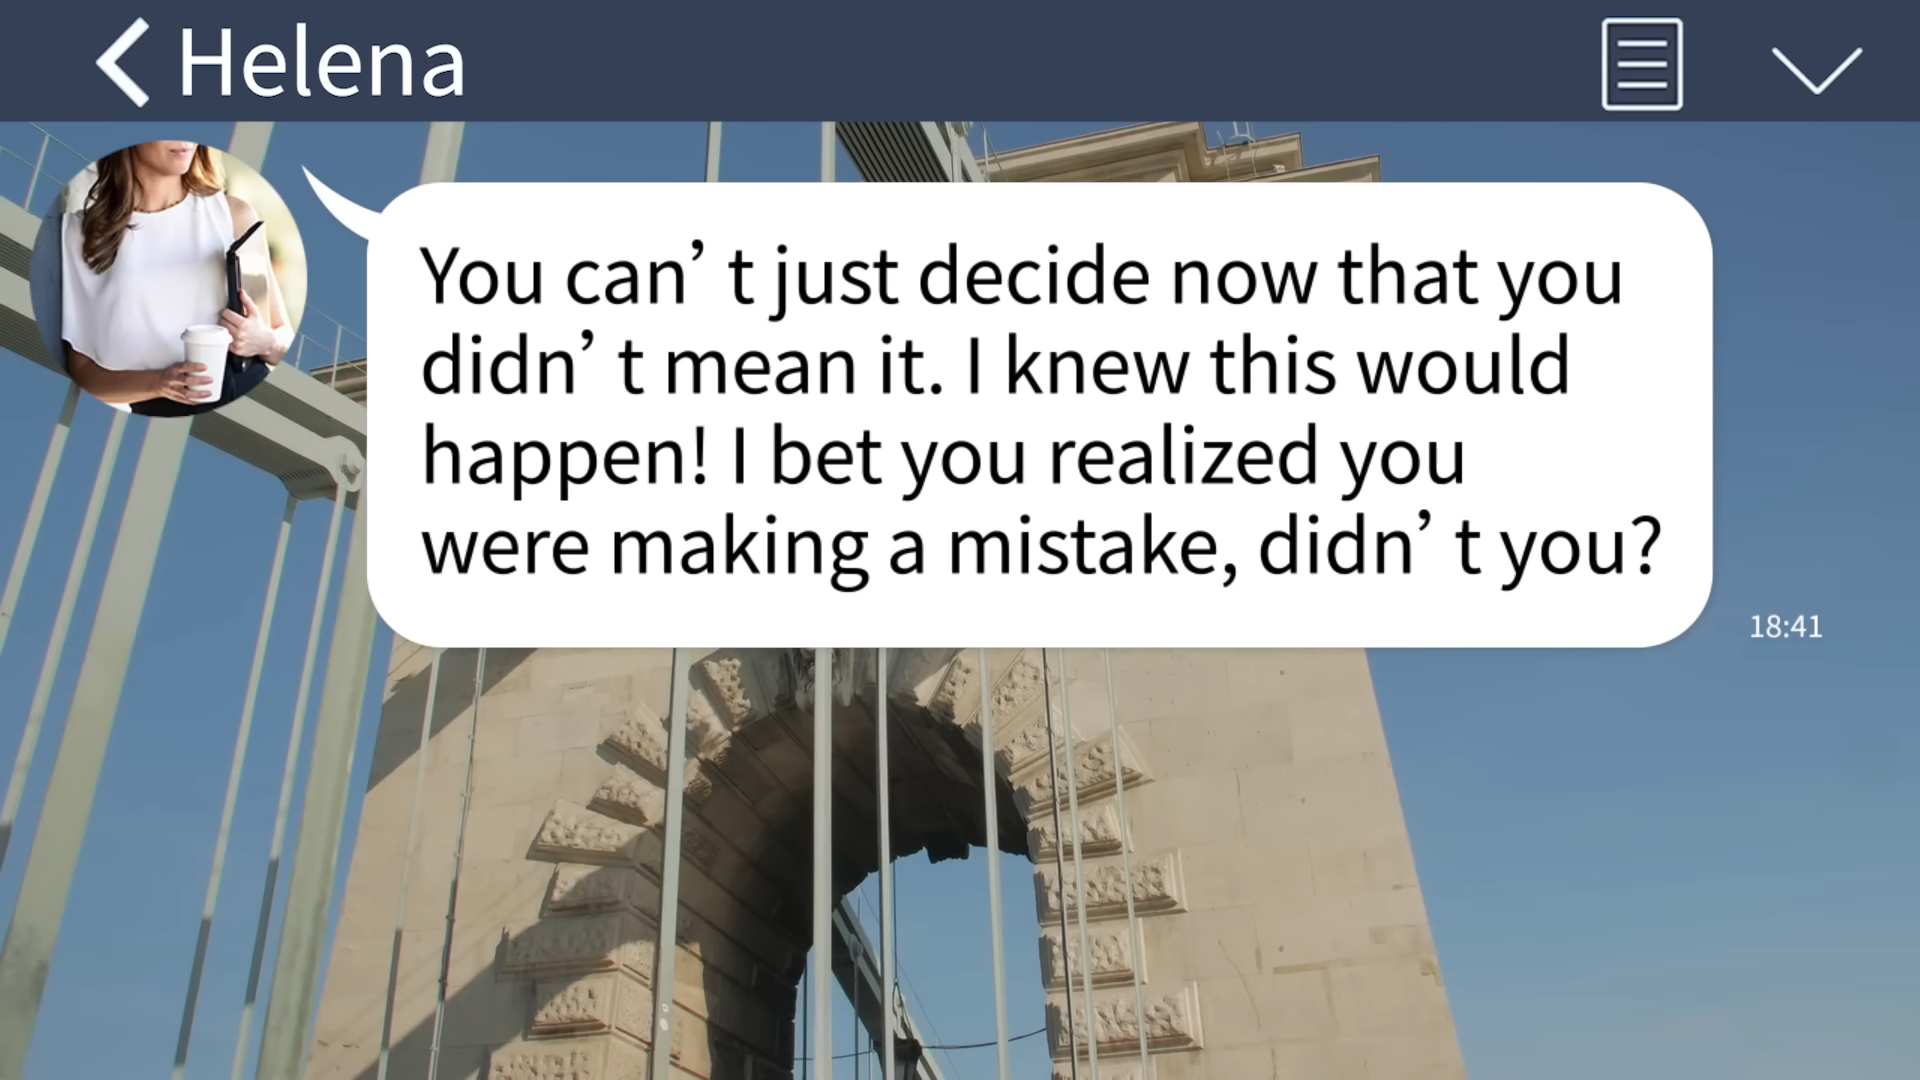 Helena
You can’ t just decide now that you
didn’ t mean it. I knew this would
happen! I bet you realized you
were making a mistake, didn’ t you?
18:41